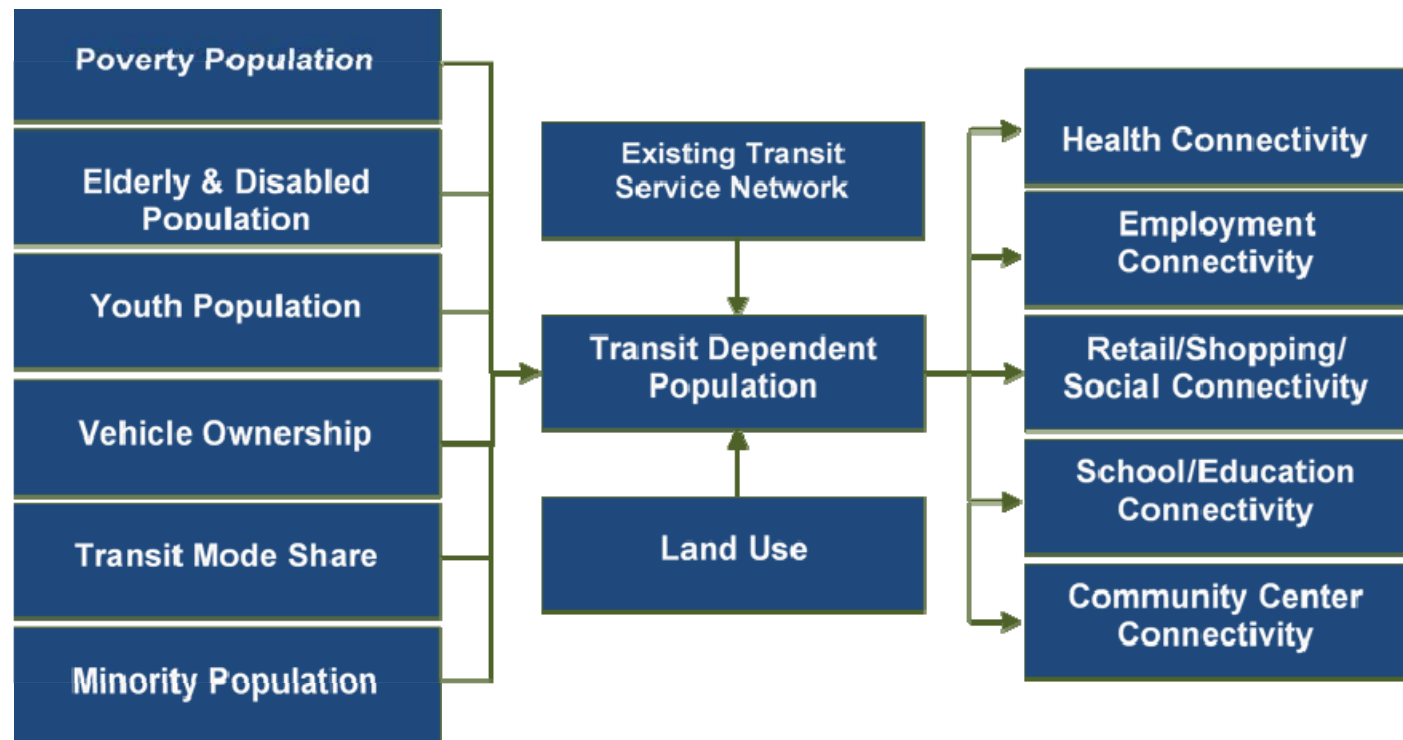 Poverty Population
Elderly & Disabled
Population
Youth Population
Vehicle Ownership
Transit Mode Share
Minority Population
Existing Transit
Service Network
Transit Dependent
Population
Land Use
Health Connectivity
Employment
Connectivity
Retail/Shopping/
Social Connectivity
School/Education
Connectivity
Community Center
Connectivity